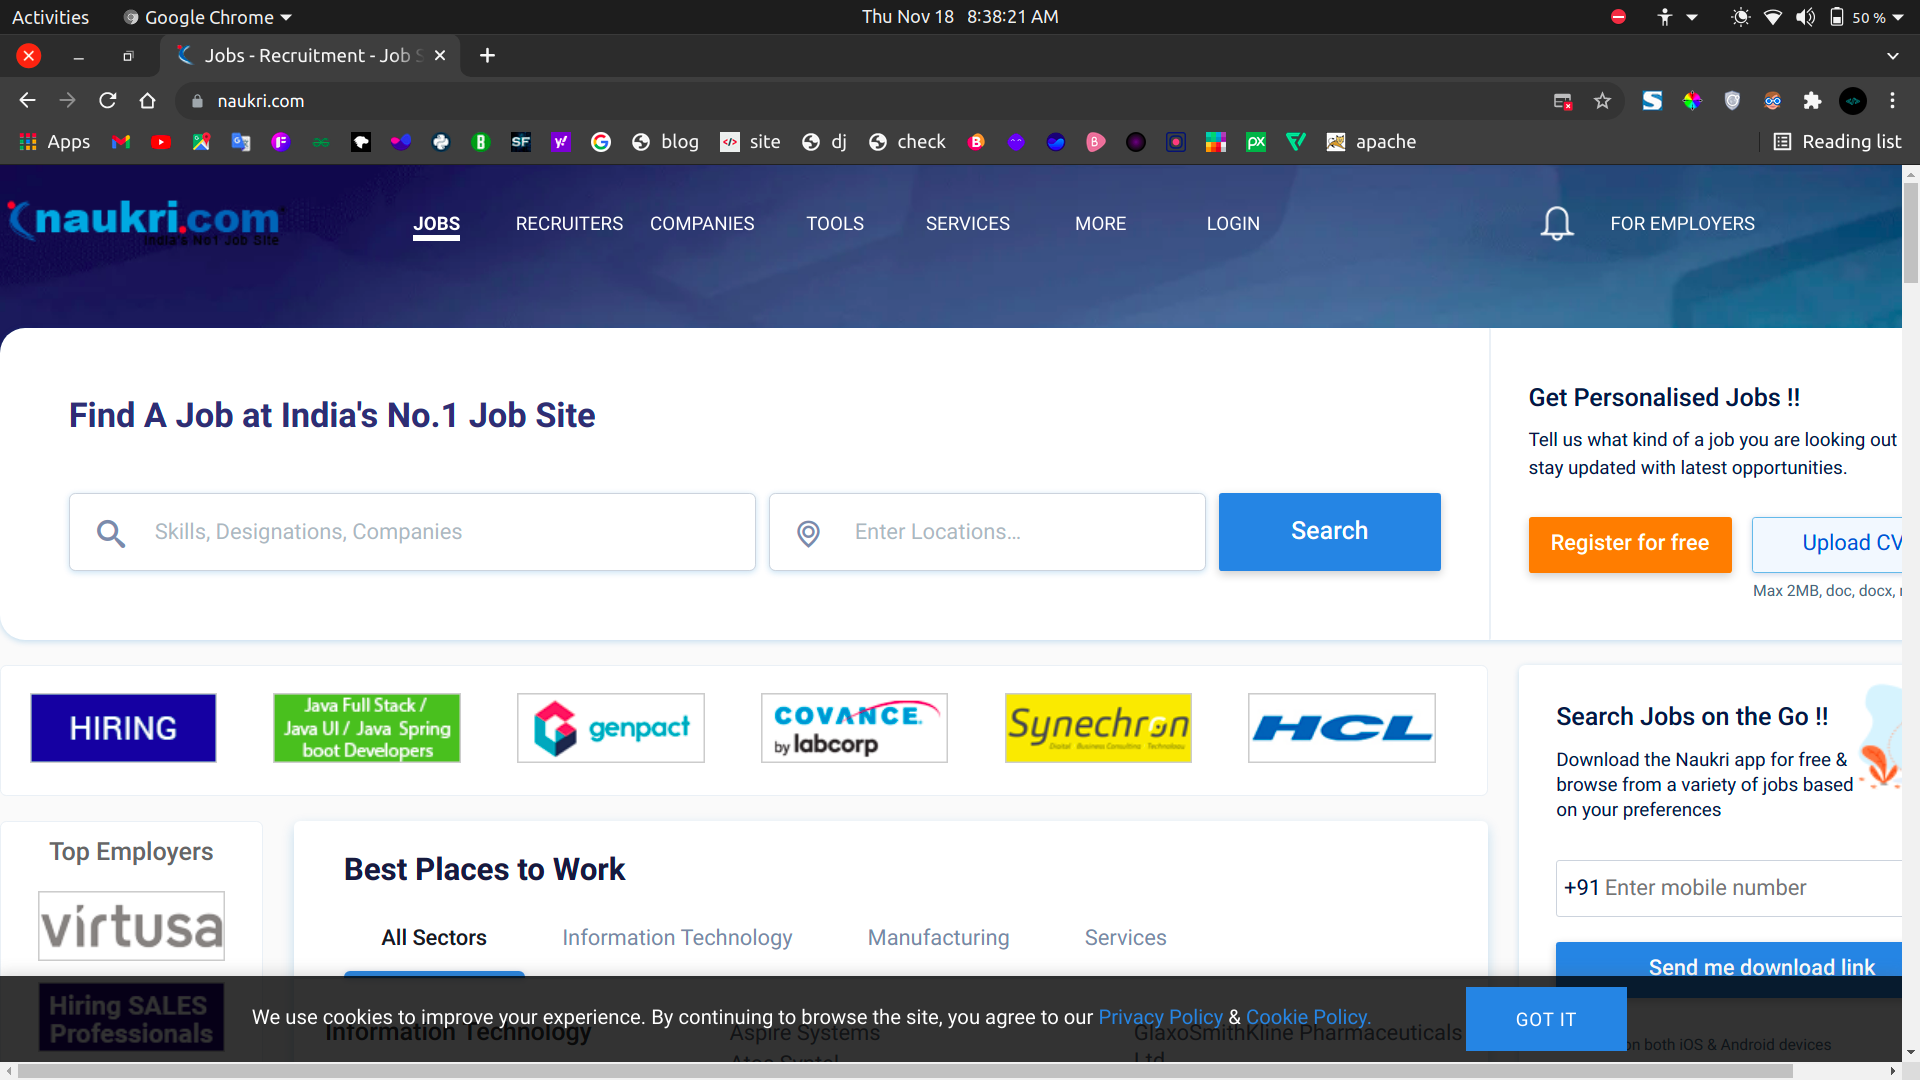 Activities
Google Chrome
Thu Nov 18 8:38:21 AM
50 %
Jobs - Recruitment - Job S
naukri.com
Apps
blog
site
dj
check
apache
Reading list
naukri.com
India's No1 Job Site
JOBS
RECRUITERS
COMPANIES
TOOLS
SERVICES
MORE
LOGIN
FOR EMPLOYERS
Find A Job at India's No.1 Job Site
Skills, Designations, Companies
Enter Locations...
Search
Get Personalised Jobs !!
Tell us what kind of a job you are looking out
stay updated with latest opportunities.
Register for free
Upload CV
Max 2MB, doc, docx,
HIRING
Java Full Stack /
Java UI / Java Spring
boot Developers
genpact
COVANCE.
by labcorp
Synechron
Digital Business Consulting Technology
HCL
Search Jobs on the Go !!
Download the Naukri app for free &
browse from a variety of jobs based
on your preferences
+91 Enter mobile number
Send me download link
on both iOS & Android devices
Top Employers
virtusa
Hiring SALES
Professionals
Best Places to Work
All Sectors
Information Technology
Manufacturing
Services
Information Technology
Aspire Systems
GlaxoSmithKline Pharmaceuticals
Ltd
Atos Syntel
We use cookies to improve your experience. By continuing to browse the site, you agree to our Privacy Policy & Cookie Policy.
GOT IT